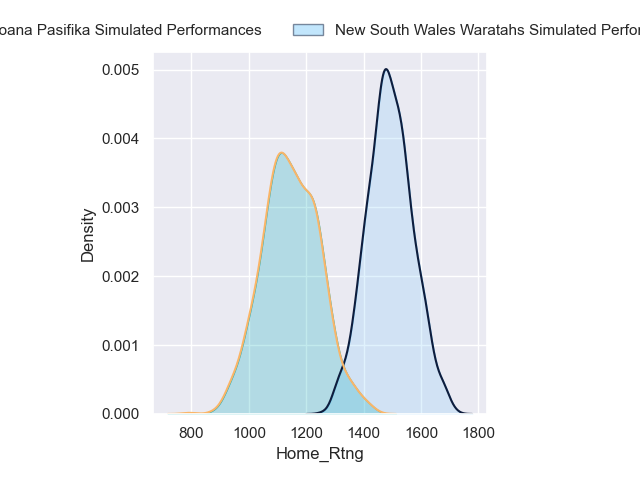 oana Pasifika Simulated Performances
New South Wales Waratahs Simulated Perfor
0.005
0.004
0.003
0.002
0.001
0.000
Density
800 1000 1200 1400 1600 1800
Home_Rtng